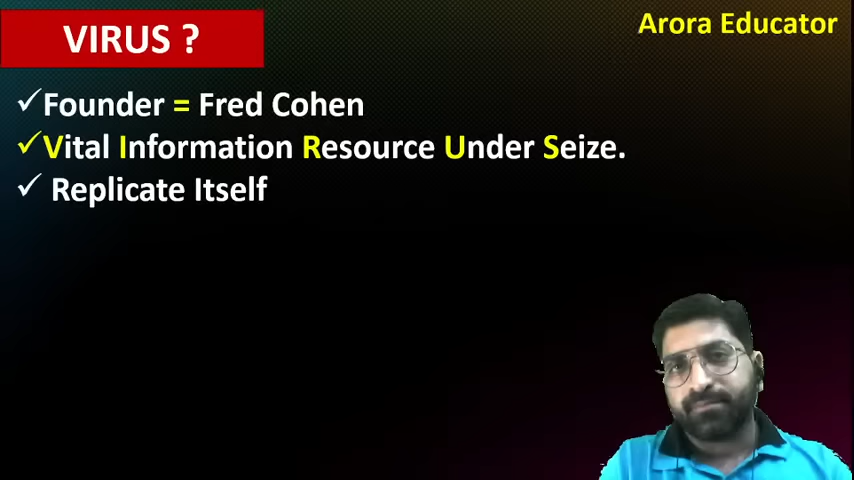 VIRUS ?
Arora Educator
✓Founder = Fred Cohen
✓Vital Information Resource Under Seize.
✓ Replicate Itself